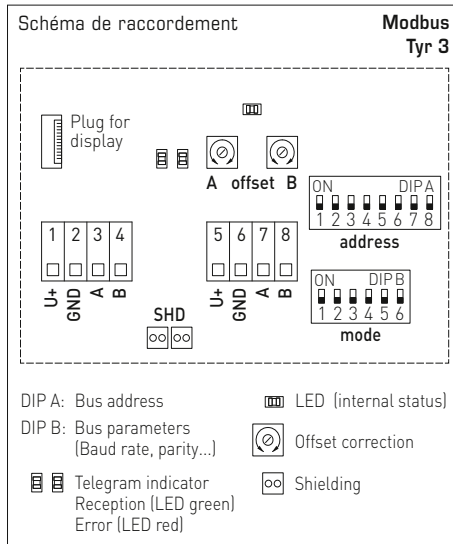 Schéma de raccordement
Modbus
Tyr 3
Plug for
display
A offset B
ON DIP A
1 2 3 4 5 6 7 8
address
1 2 3 4
U+ GND A B
5 6 7 8
U+ GND A B
SHD
ON DIP B
1 2 3 4 5 6
mode
DIP A: Bus address
DIP B: Bus parameters
(Baud rate, parity...)
Telegram indicator
Reception (LED green)
Error (LED red)
LED (internal status)
Offset correction
Shielding